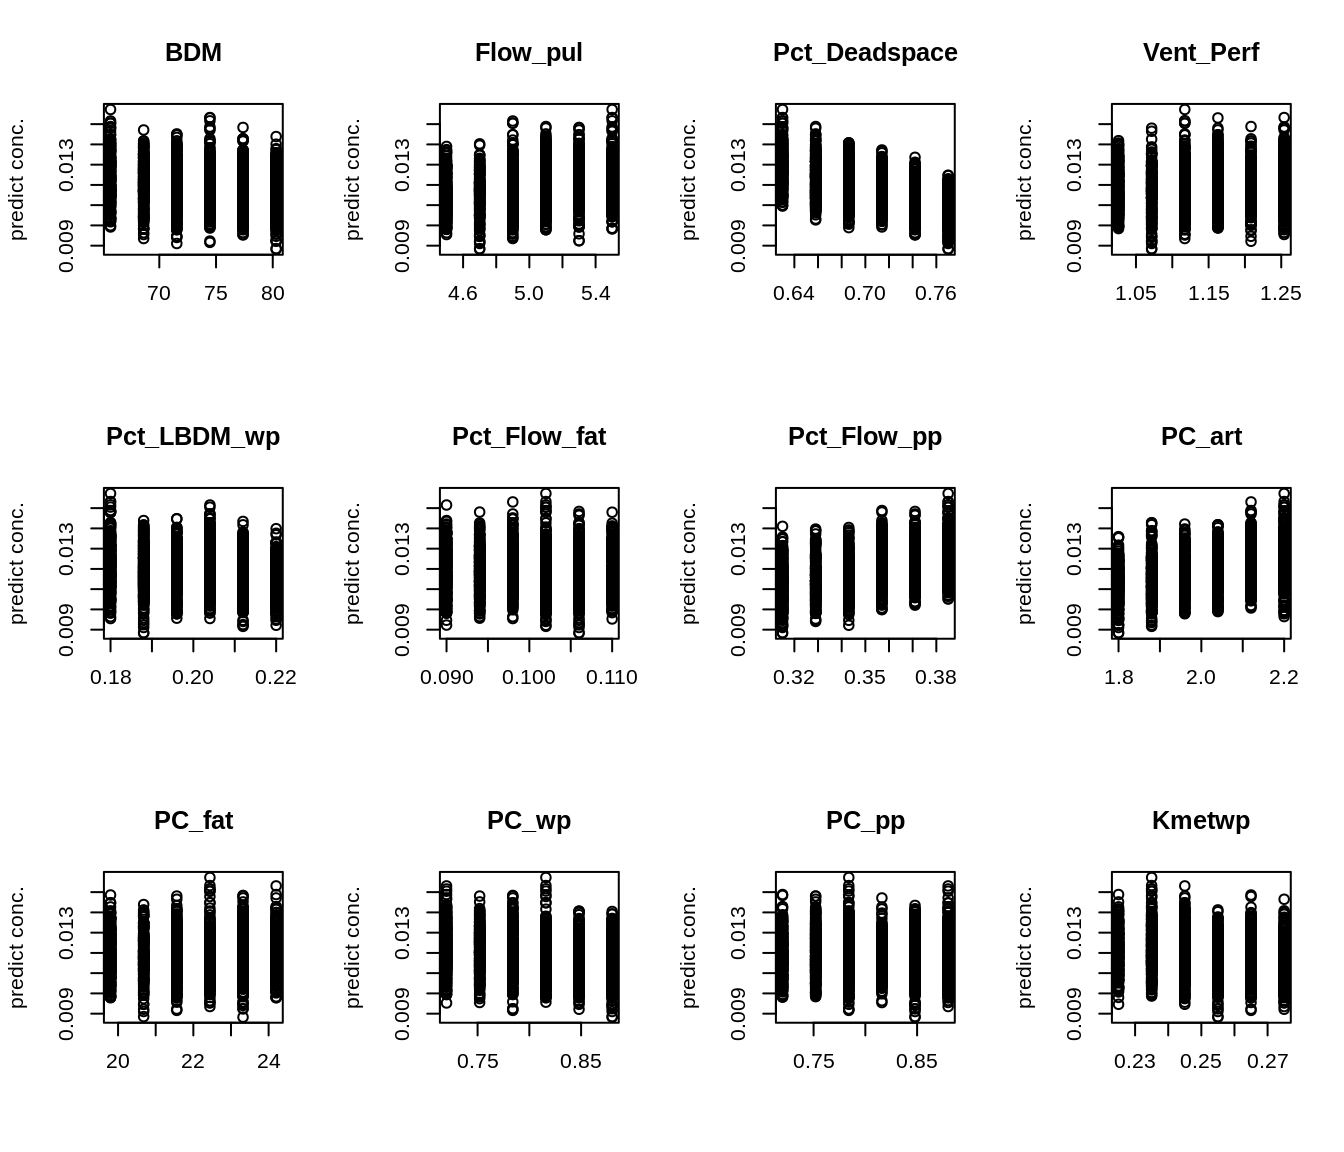 BDM Flow_pul Pct_Deadspace Vent_Perf
predict conc. predict conc. predict conc. predict conc.
0.009 0.013 0.009 0.013 0.009 0.013 0.009 0.013
70 75 80 4.6 5.0 5.4 0.64 0.70 0.76 1.05 1.15 1.25
Pct_LBDM_wp Pct_Flow_fat Pct_Flow_pp PC_art
predict conc. predict conc. predict conc. predict conc.
0.009 0.013 0.009 0.013 0.009 0.013 0.009 0.013
0.18 0.20 0.22 0.090 0.100 0.110 0.32 0.35 0.38 1.8 2.0 2.2
PC_fat PC_wp PC_pp Kmetwp
predict conc. predict conc. predict conc. predict conc.
0.009 0.013 0.009 0.013 0.009 0.013 0.009 0.013
20 22 24 0.75 0.85 0.75 0.85 0.23 0.25 0.27